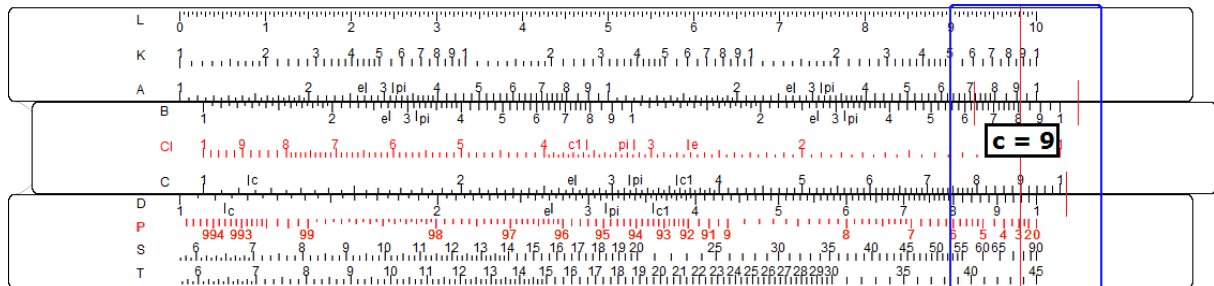 L 0 1 2 3 4 5 6 7 8 9 10
K 1 2 3 4 5 6 7 8 9 1 2 3 4 5 6 7 8 9 1 2 3 4 5 6 7 8 9 1
A 1 2 e 3 pi 4 5 6 7 8 9 1 2 e 3 pi 4 5 6 7 8 9 1
B 1 2 e 3 pi 4 5 6 7 8 9 1 2 e 3 pi 4 5 6 7 8 1
CI 1 9 8 7 6 5 4 c1 pi 3 e 2
c = 9
C 1 c 2 e 3 pi c1 4 5 6 7 8 9 1
D 1 c 2 e 3 pi c1 4 5 6 7 8 9 1
P 994 993 99 98 97 96 95 94 93 92 91 9 8 7 6 5 4 3 2 0
S 6 7 8 9 10 11 12 13 14 15 16 17 18 19 20 25 30 35 40 45 50 55 60 65 90
T 6 7 8 9 10 11 12 13 14 15 16 17 18 19 20 21 22 23 24 25 26 27 28 29 30 35 40 45